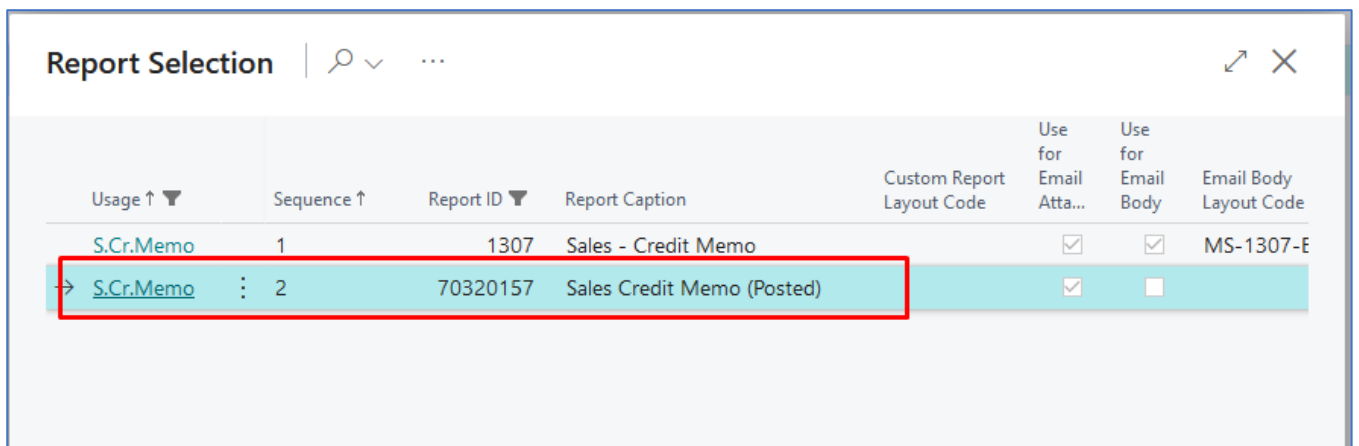 Report Selection
Use Use
for for
Custom Report Email Email Email Body
Usage ↑ Sequence ↑ Report ID Report Caption Layout Code Atta... Body Layout Code
S.Cr.Memo 1 1307 Sales - Credit Memo MS-1307-E
S.Cr.Memo 2 70320157 Sales Credit Memo (Posted)